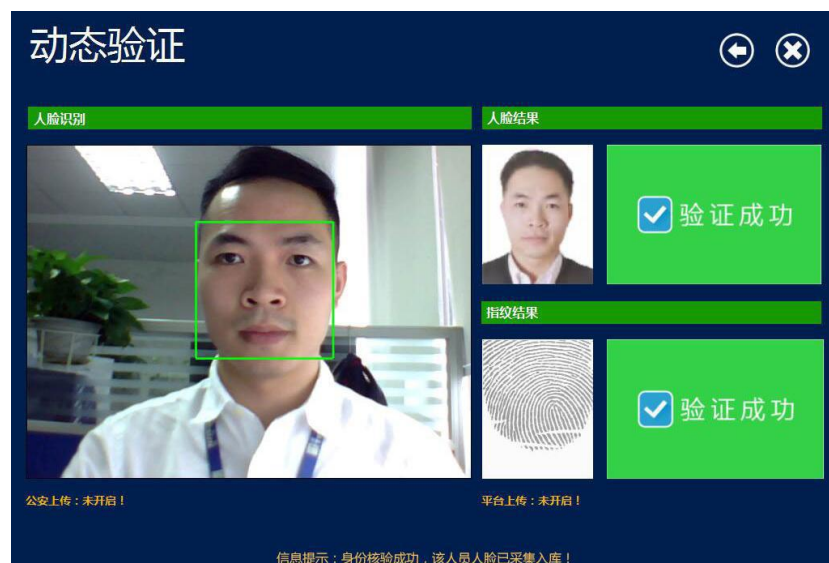 动态验证
人脸识别
人脸结果
验证成功
指纹结果
验证成功
公安上传：未开启！
平台上传：未开启！
信息提示：身份核验成功，该人员人脸已采集入库！